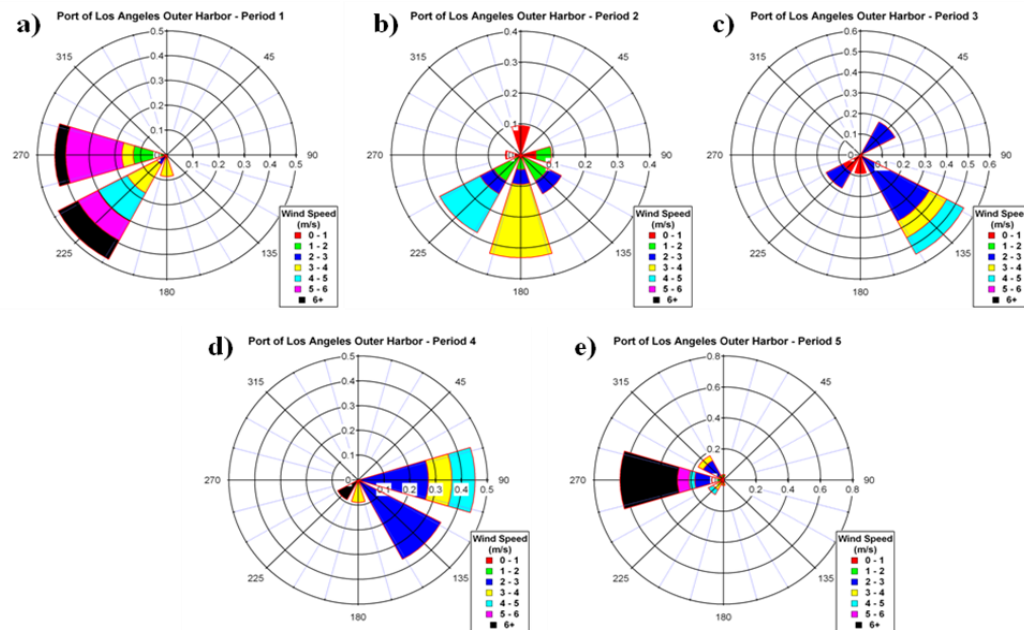 a) Port of Los Angeles Outer Harbor - Period 1
0.5
0.4
0.3
0.2
0.1
315 45
270 0.1 0.2 0.3 0.4 0.5 90
225 135
180
Wind Speed
(m/s)
0 - 1
1 - 2
2 - 3
3 - 4
4 - 5
5 - 6
6+
b) Port of Los Angeles Outer Harbor - Period 2
0.4
0.3
0.2
0.1
315 45
270 0 0.1 0.2 0.3 0.4 90
225 135
180
Wind Speed
(m/s)
0 - 1
1 - 2
2 - 3
3 - 4
4 - 5
5 - 6
6+
c) Port of Los Angeles Outer Harbor - Period 3
0.6
0.5
0.4
0.3
0.2
0.1
315 45
270 0 0.1 0.2 0.3 0.4 0.5 0.6 90
225 135
180
Wind Speed
(m/s)
0 - 1
1 - 2
2 - 3
3 - 4
4 - 5
5 - 6
6+
d) Port of Los Angeles Outer Harbor - Period 4
0.5
0.4
0.3
0.2
0.1
315 45
270 0 0.1 0.2 0.3 0.4 0.5 90
225 135
180
Wind Speed
(m/s)
0 - 1
1 - 2
2 - 3
3 - 4
4 - 5
5 - 6
6+
e) Port of Los Angeles Outer Harbor - Period 5
0.8
0.6
0.4
0.2
315 45
270 0.2 0.4 0.6 0.8 90
225 135
180
Wind Speed
(m/s)
0 - 1
1 - 2
2 - 3
3 - 4
4 - 5
5 - 6
6+